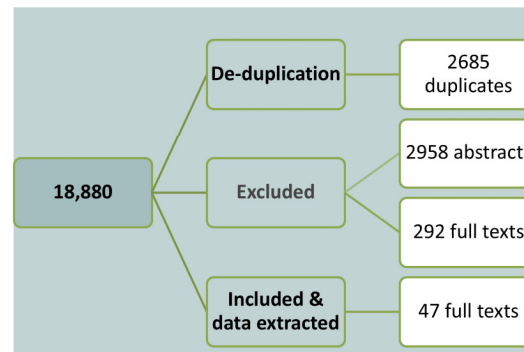 18,880
De-duplication
2685
duplicates
Excluded
2958 abstract
292 full texts
Included &
data extracted
47 full texts